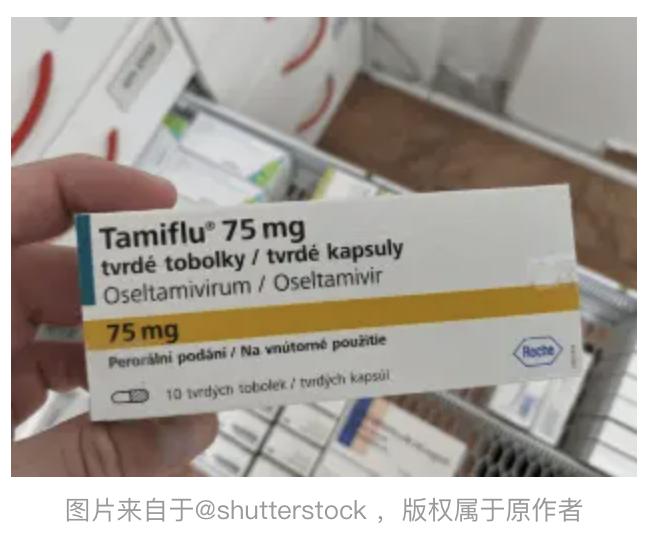 Tamiflu® 75 mg
tvrdé tobolky / tvrdé kapsuly
Oseltamivirum / Oseltamivir
75 mg
Perorální podání / Na vnútorné použitie
10 tvrdých tobolek / tvrdých kapsúl
Roche
图片来自于@shutterstock ，版权属于原作者